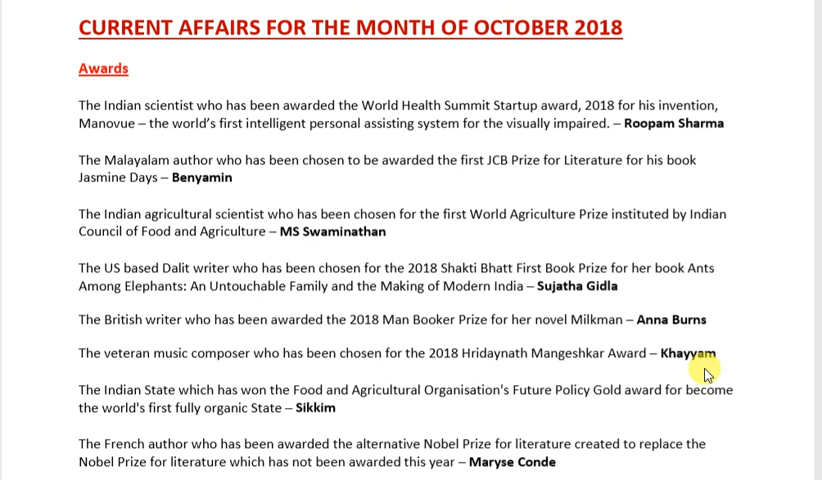 CURRENT AFFAIRS FOR THE MONTH OF OCTOBER 2018
Awards
The Indian scientist who has been awarded the World Health Summit Startup award, 2018 for his invention,
Manovue – the world's first intelligent personal assisting system for the visually impaired. – Roopam Sharma
The Malayalam author who has been chosen to be awarded the first JCB Prize for Literature for his book
Jasmine Days – Benyamin
The Indian agricultural scientist who has been chosen for the first World Agriculture Prize instituted by Indian
Council of Food and Agriculture – MS Swaminathan
The US based Dalit writer who has been chosen for the 2018 Shakti Bhatt First Book Prize for her book Ants
Among Elephants: An Untouchable Family and the Making of Modern India – Sujatha Gidla
The British writer who has been awarded the 2018 Man Booker Prize for her novel Milkman – Anna Burns
The veteran music composer who has been chosen for the 2018 Hridaynath Mangeshkar Award – Khayyam
The Indian State which has won the Food and Agricultural Organisation's Future Policy Gold award for become
the world's first fully organic State – Sikkim
The French author who has been awarded the alternative Nobel Prize for literature created to replace the
Nobel Prize for literature which has not been awarded this year – Maryse Conde